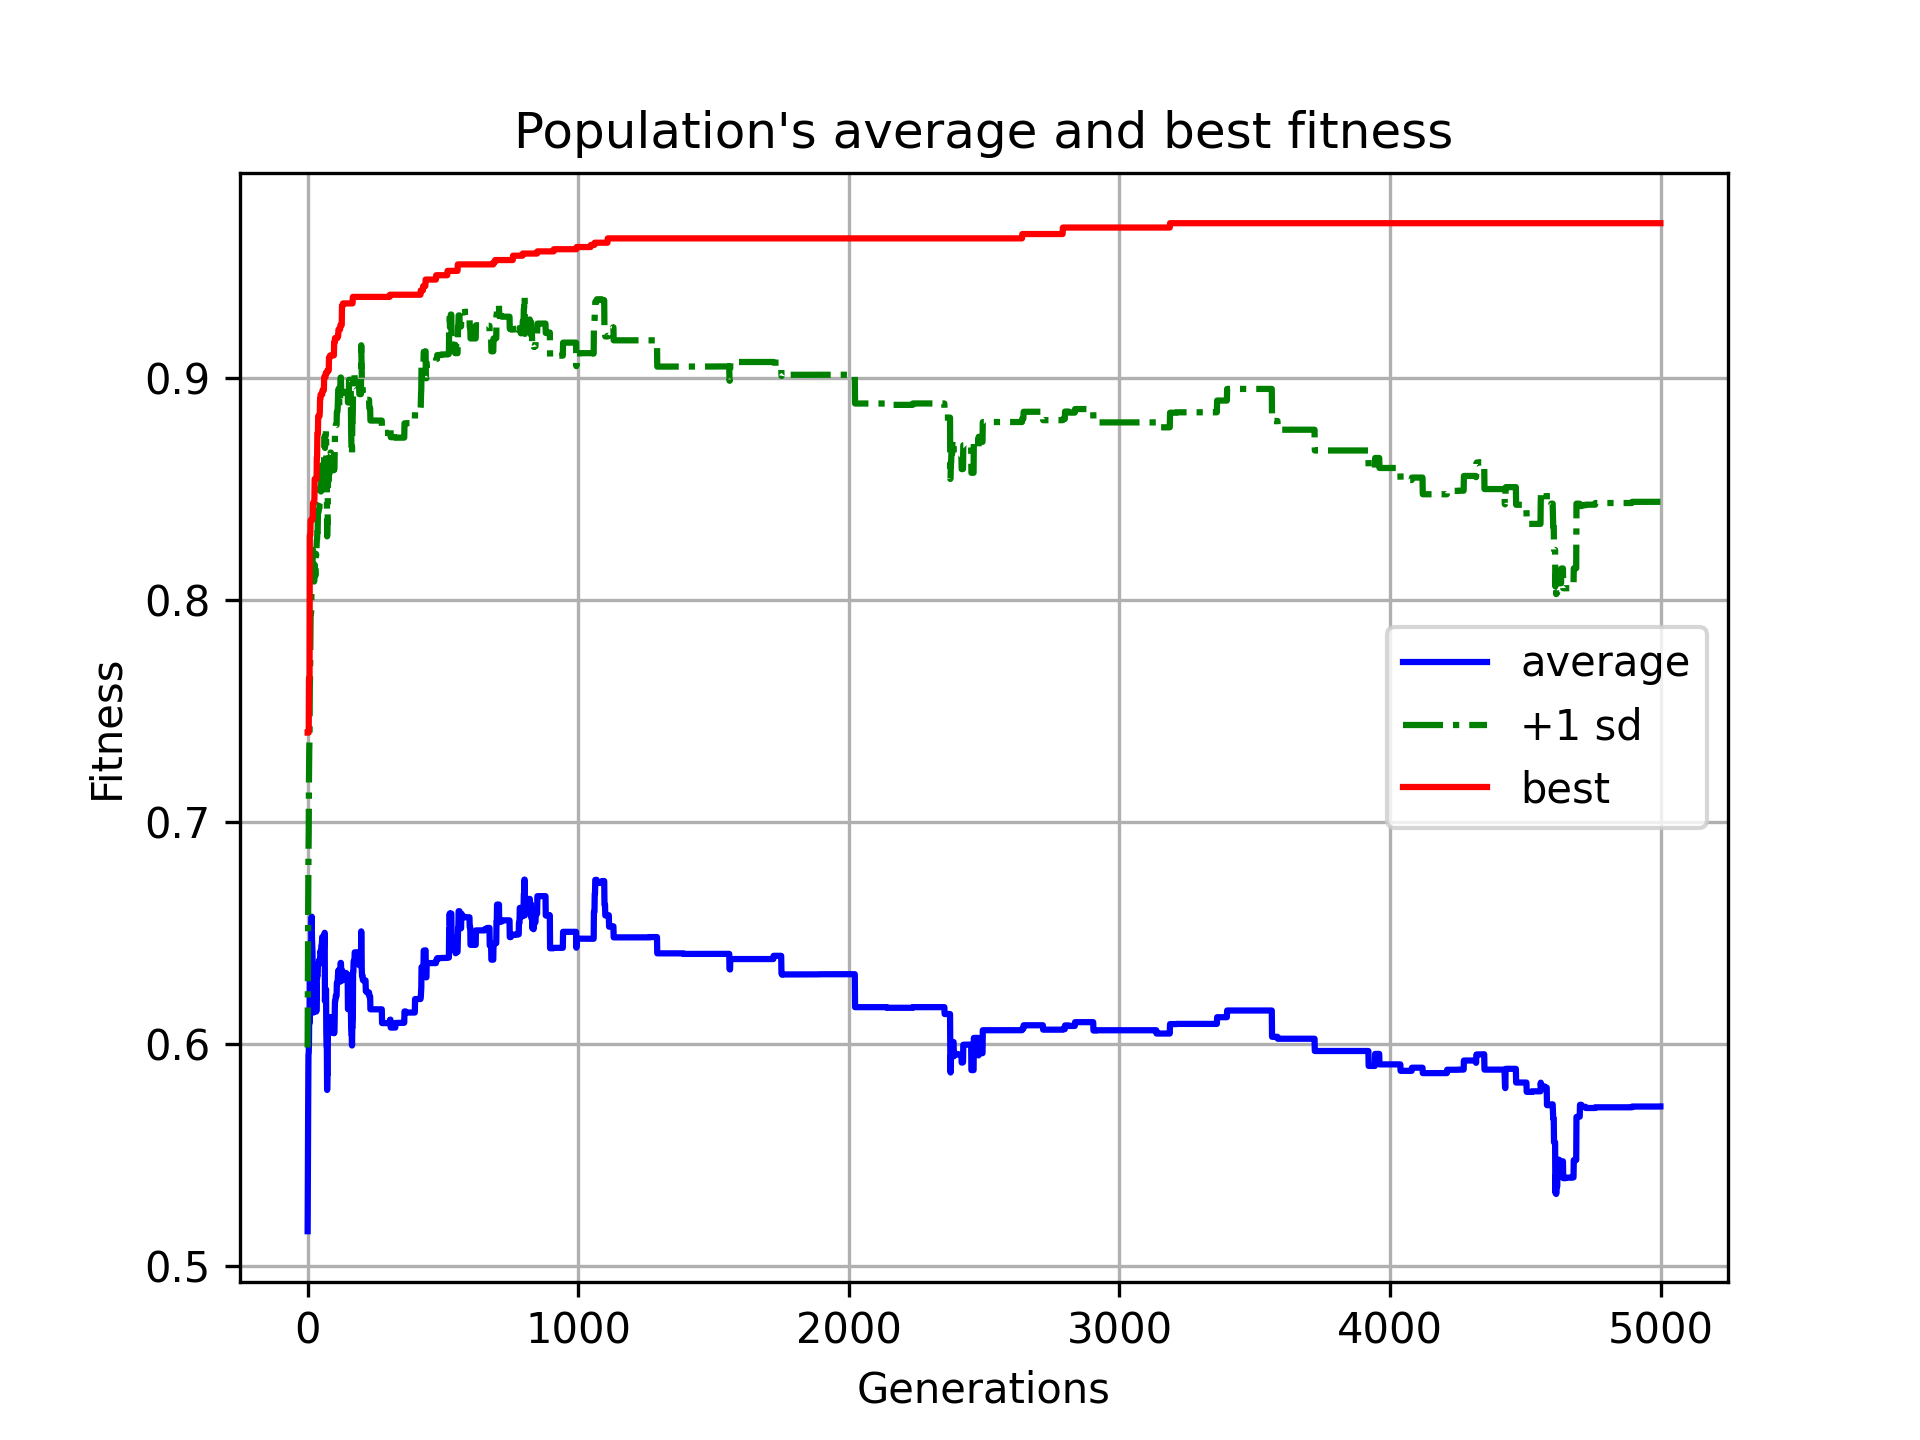 Population's average and best fitness
Fitness
0.9
0.8
0.7
0.6
0.5
average
+1 sd
best
0 1000 2000 3000 4000 5000
Generations